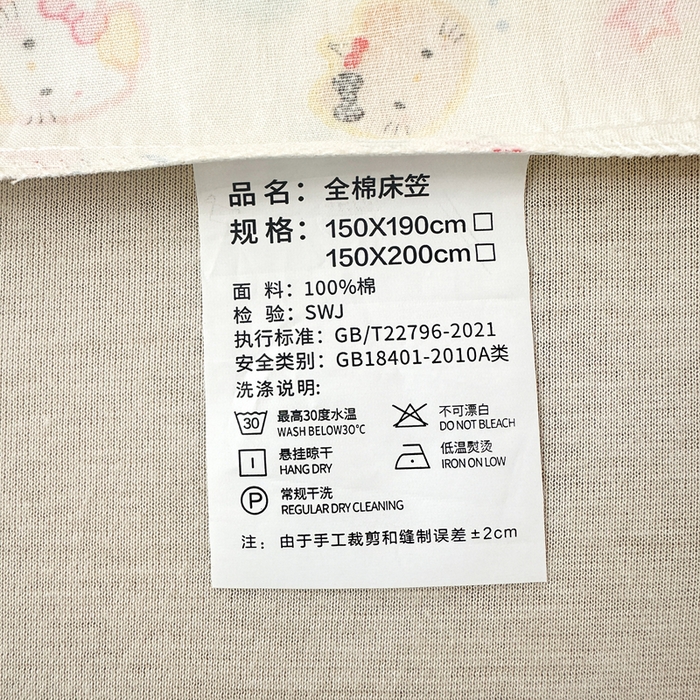 品名：全棉床笠
规格：150X190cm□
150X200cm□
面 料：100%棉
检 验：SWJ
执行标准：GB/T22796-2021
安全类别：GB18401-2010A类
洗涤说明:
30 最高30度水温
WASH BELOW30℃
不可漂白
DO NOT BLEACH
悬挂晾干
HANG DRY
低温熨烫
IRON ON LOW
P 常规干洗
REGULAR DRY CLEANING
注：由于手工裁剪和缝制误差±2cm